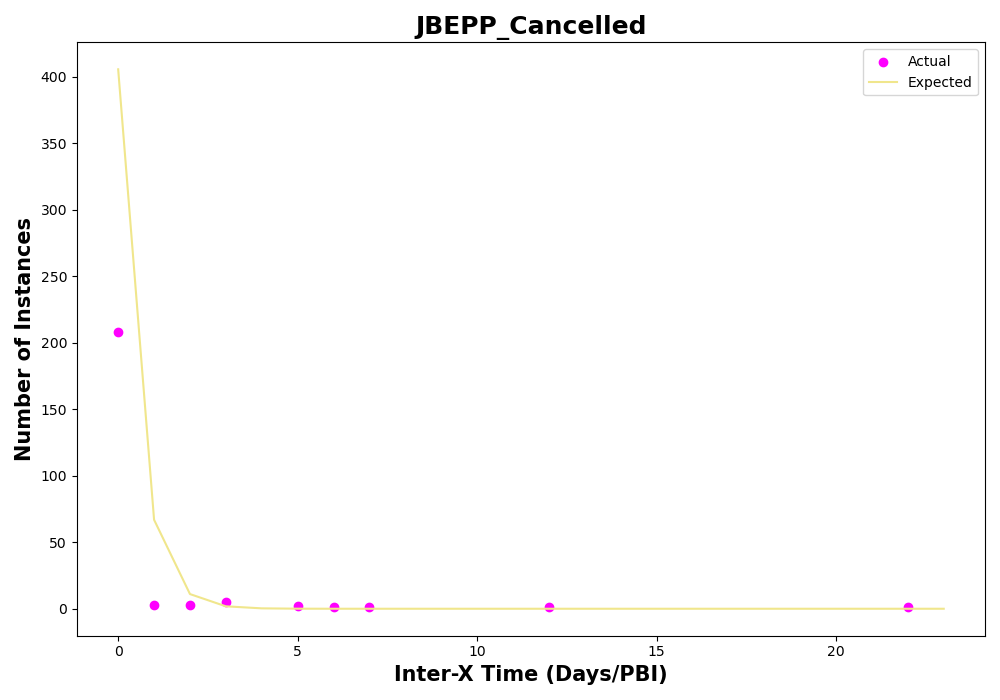 JBEPP_Cancelled
Actual
Expected
Number of Instances
400
350
300
250
200
150
100
50
0
0 5 10 15 20
Inter-X Time (Days/PBI)